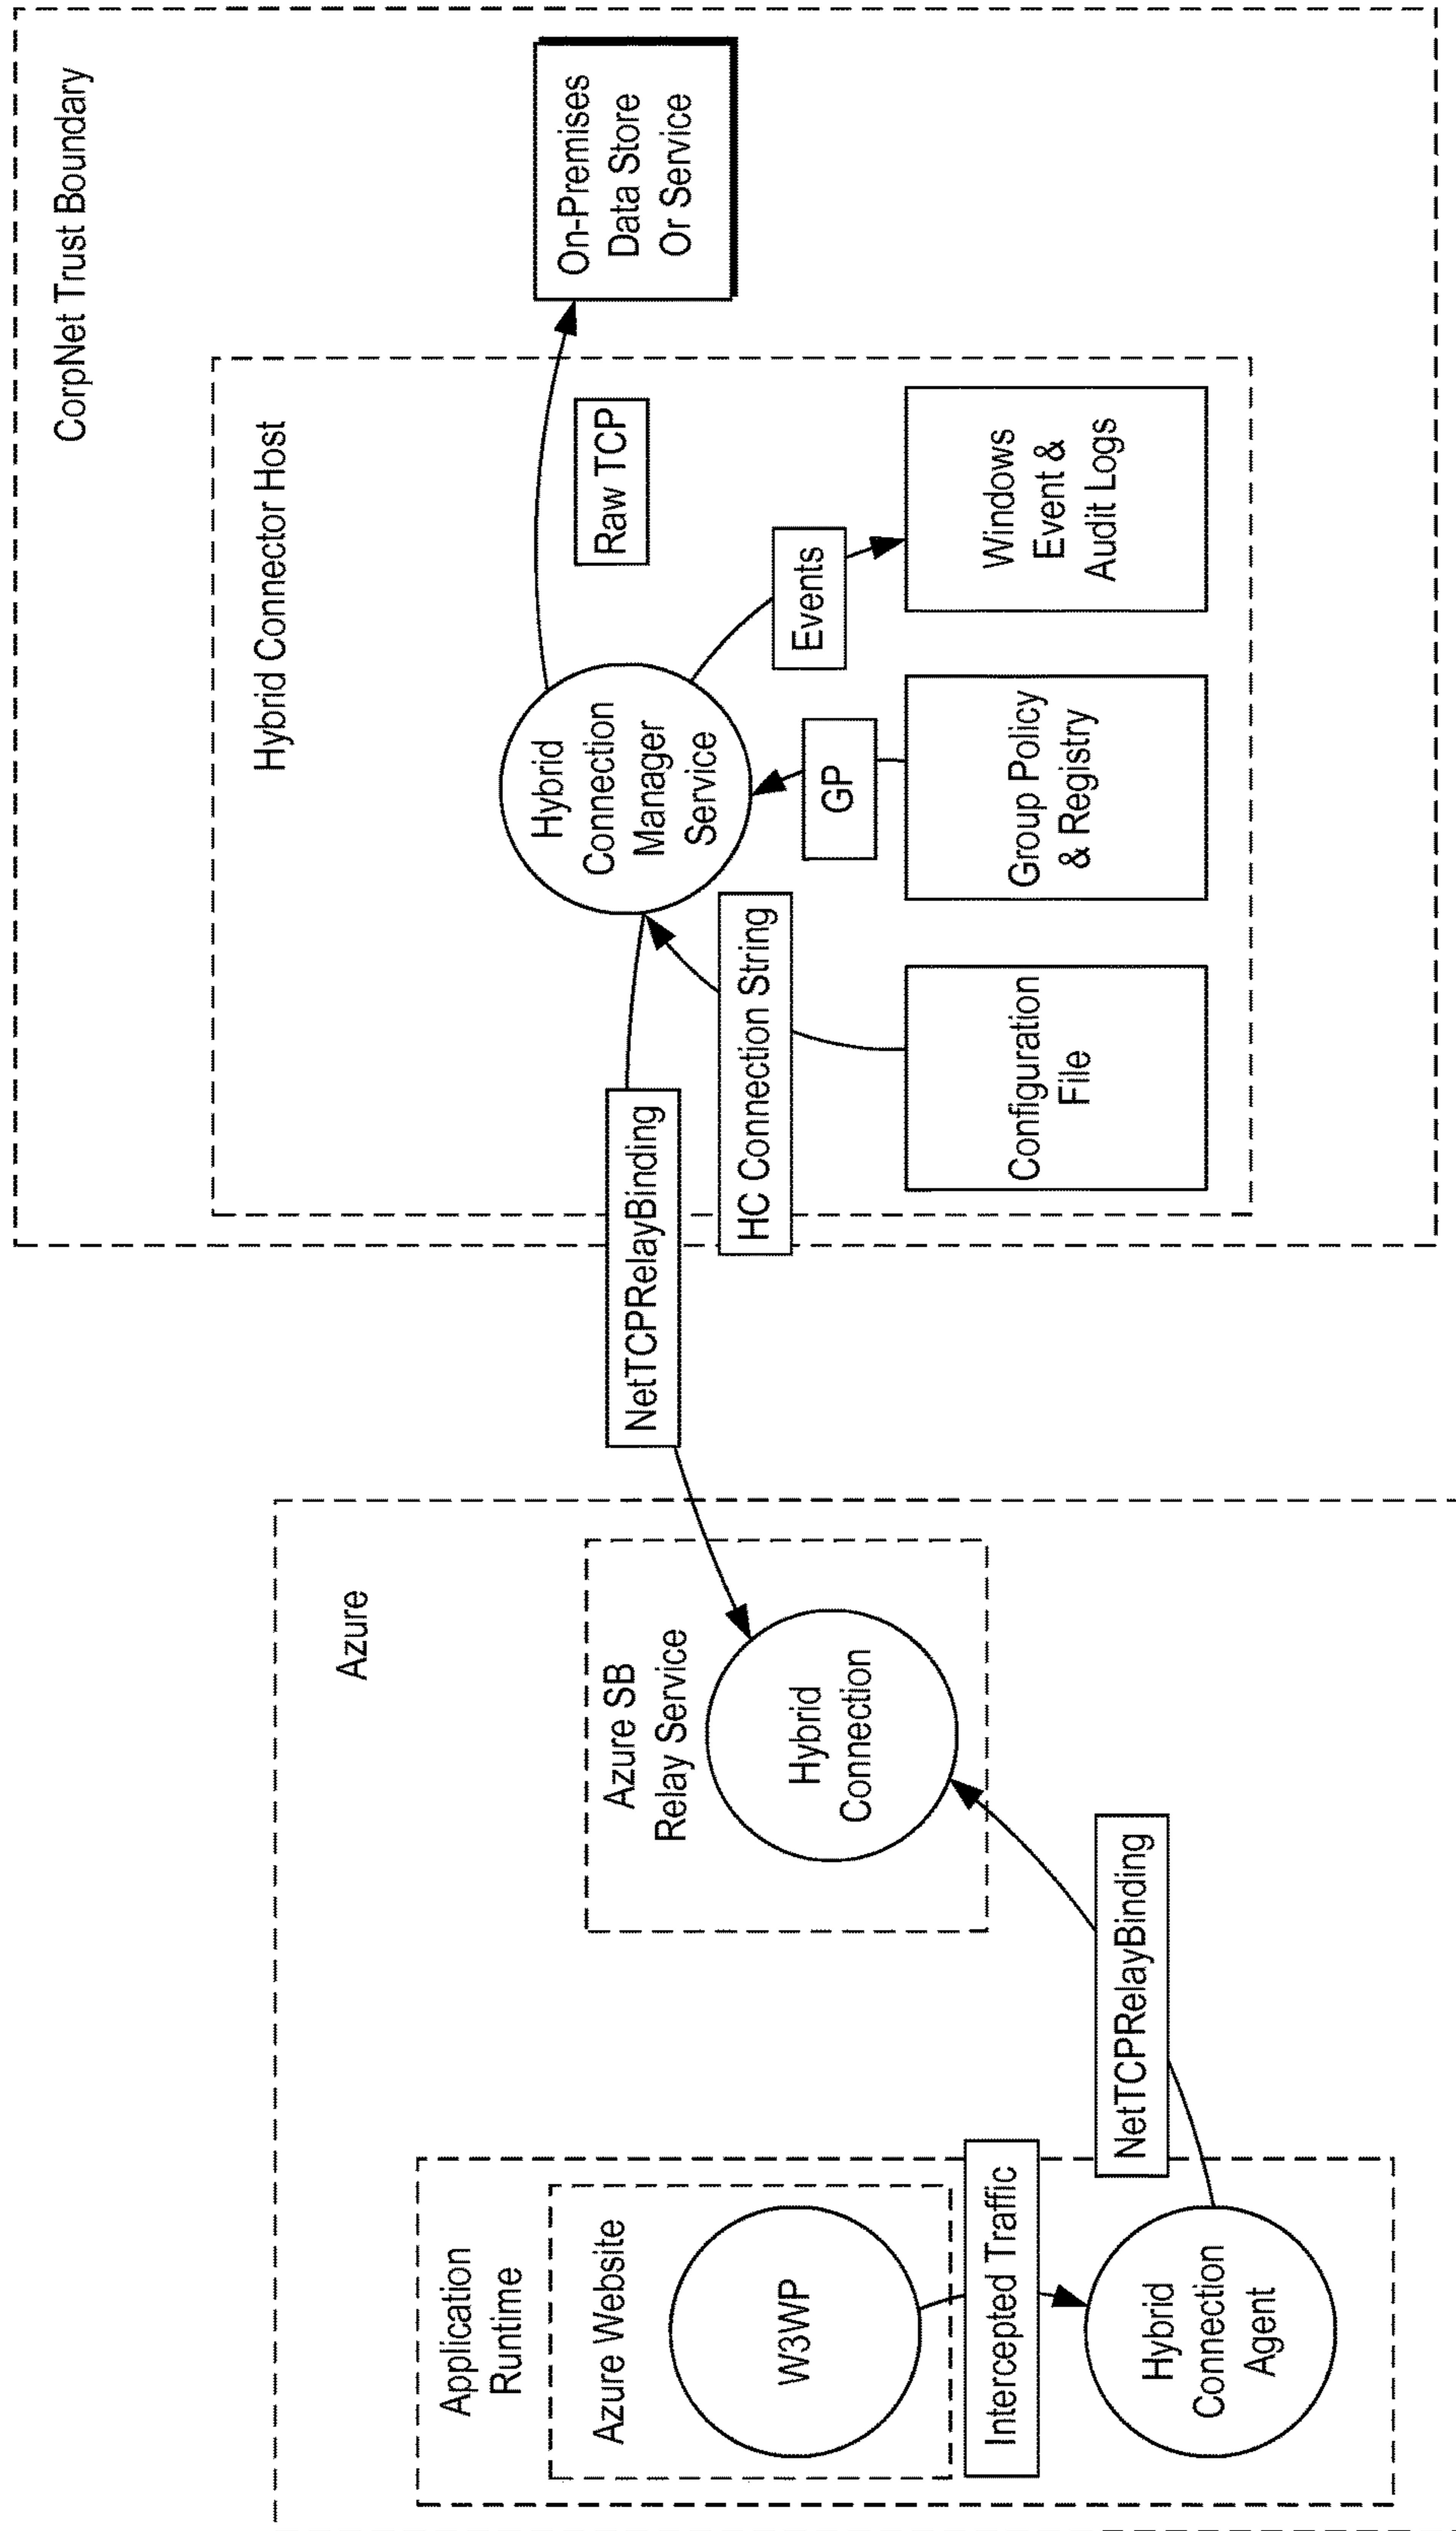 Azure
Application
Runtime
Azure Website
W3WP
Intercepted Traffic
Hybrid
Connection
Agent
NetTCPRelayBinding
Azure SB
Relay Service
Hybrid
Connection
NetTCPRelayBinding
CorpNet Trust Boundary
Hybrid Connector Host
Hybrid
Connection
Manager
Service
HC Connection String
Configuration
File
GP
Group Policy
& Registry
Events
Windows
Event &
Audit Logs
Raw TCP
On-Premises
Data Store
Or Service